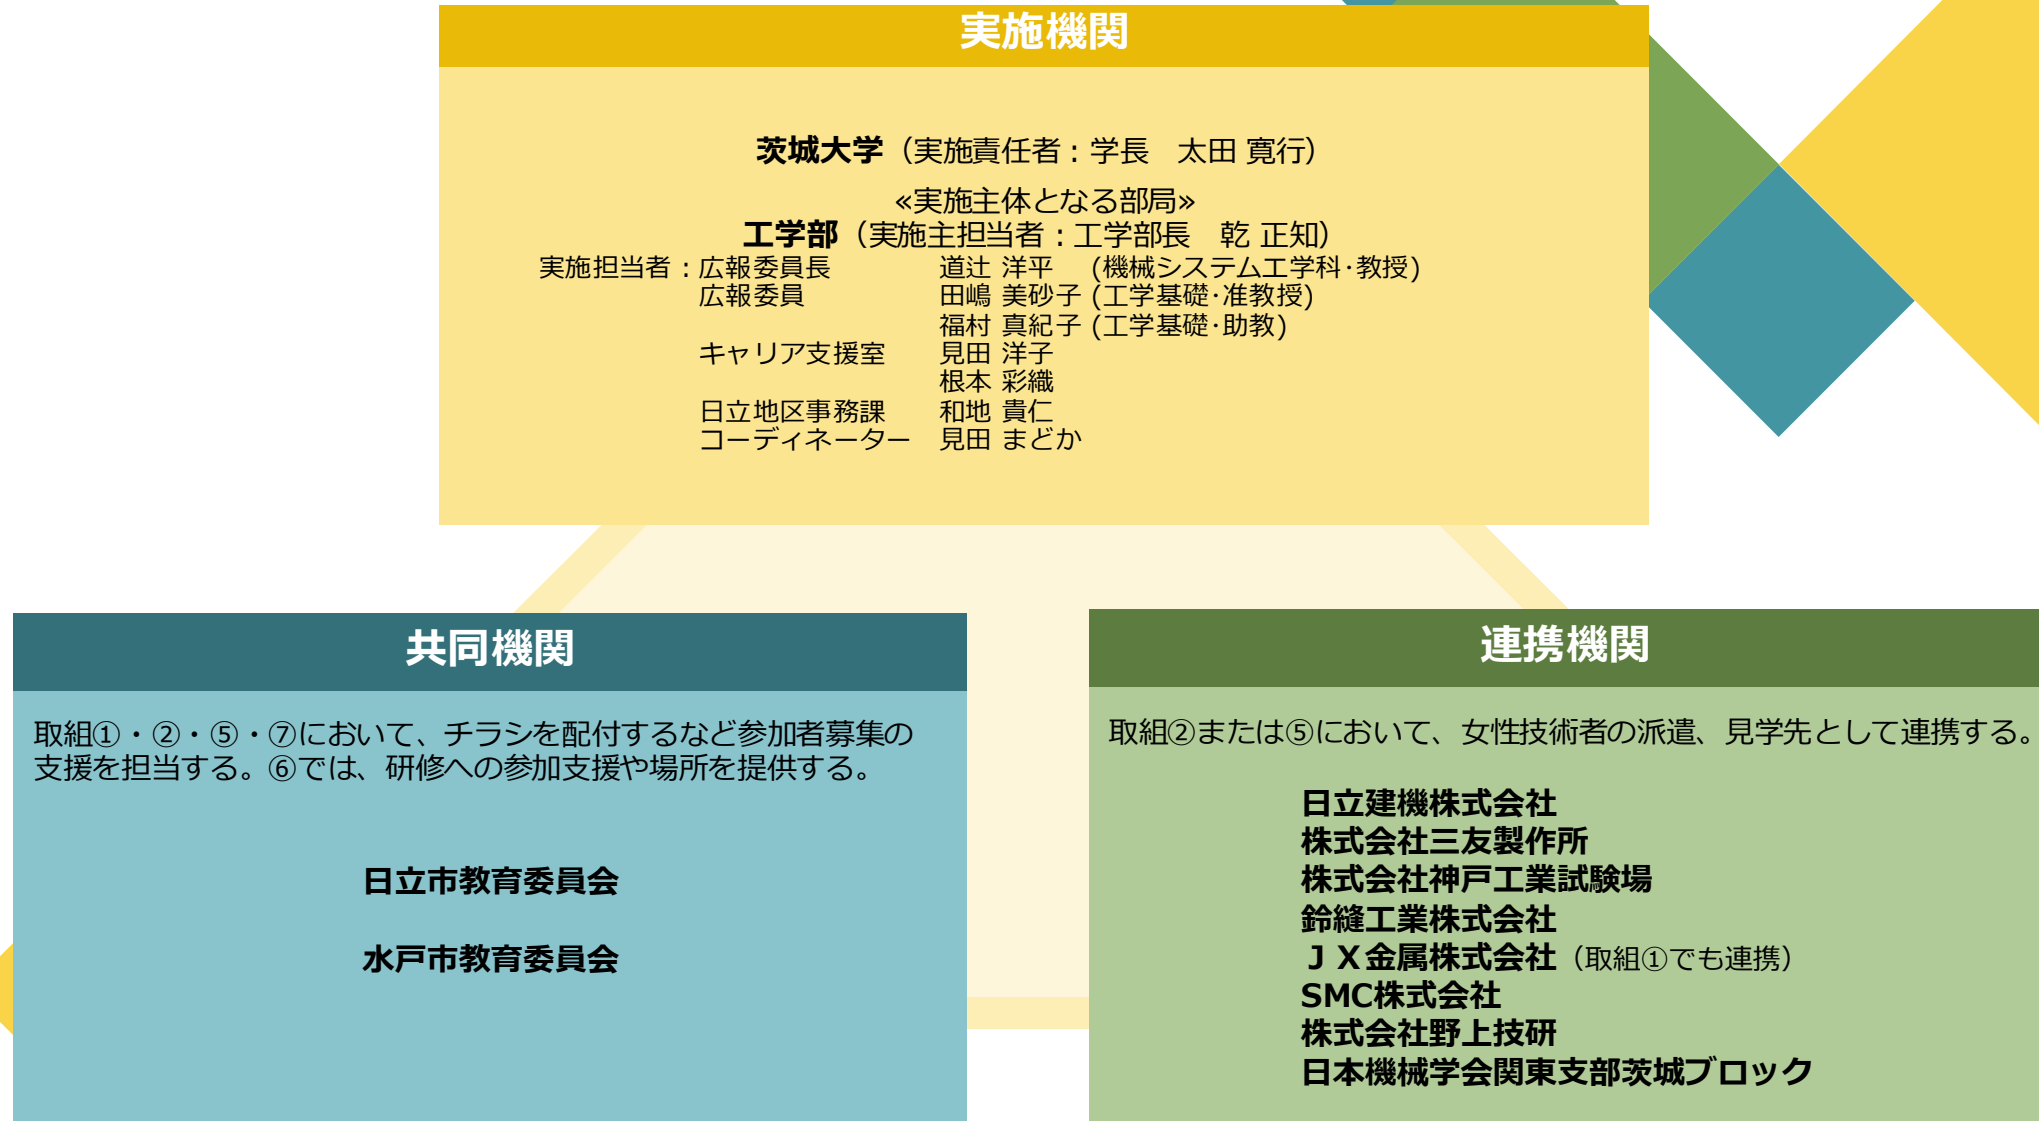 実施機関
茨城大学（実施責任者：学長　太田 寛行）
≪実施主体となる部局≫
工学部（実施主担当者：工学部長　乾 正知）
実施担当者：広報委員長　道辻 洋平　(機械システム工学科･教授)
広報委員　田嶋 美砂子 (工学基礎･准教授)
福村 真紀子 (工学基礎･助教)
キャリア支援室　見田 洋子
根本 彩織
日立地区事務課　和地 貴仁
コーディネーター　見田 まどか
共同機関
取組①・②・⑤・⑦において、チラシを配付するなど参加者募集の
支援を担当する。⑥では、研修への参加支援や場所を提供する。
日立市教育委員会
水戸市教育委員会
連携機関
取組②または⑤において、女性技術者の派遣、見学先として連携する。
日立建機株式会社
株式会社三友製作所
株式会社神戸工業試験場
鈴縫工業株式会社
ＪＸ金属株式会社（取組①でも連携）
SMC株式会社
株式会社野上技研
日本機械学会関東支部茨城ブロック